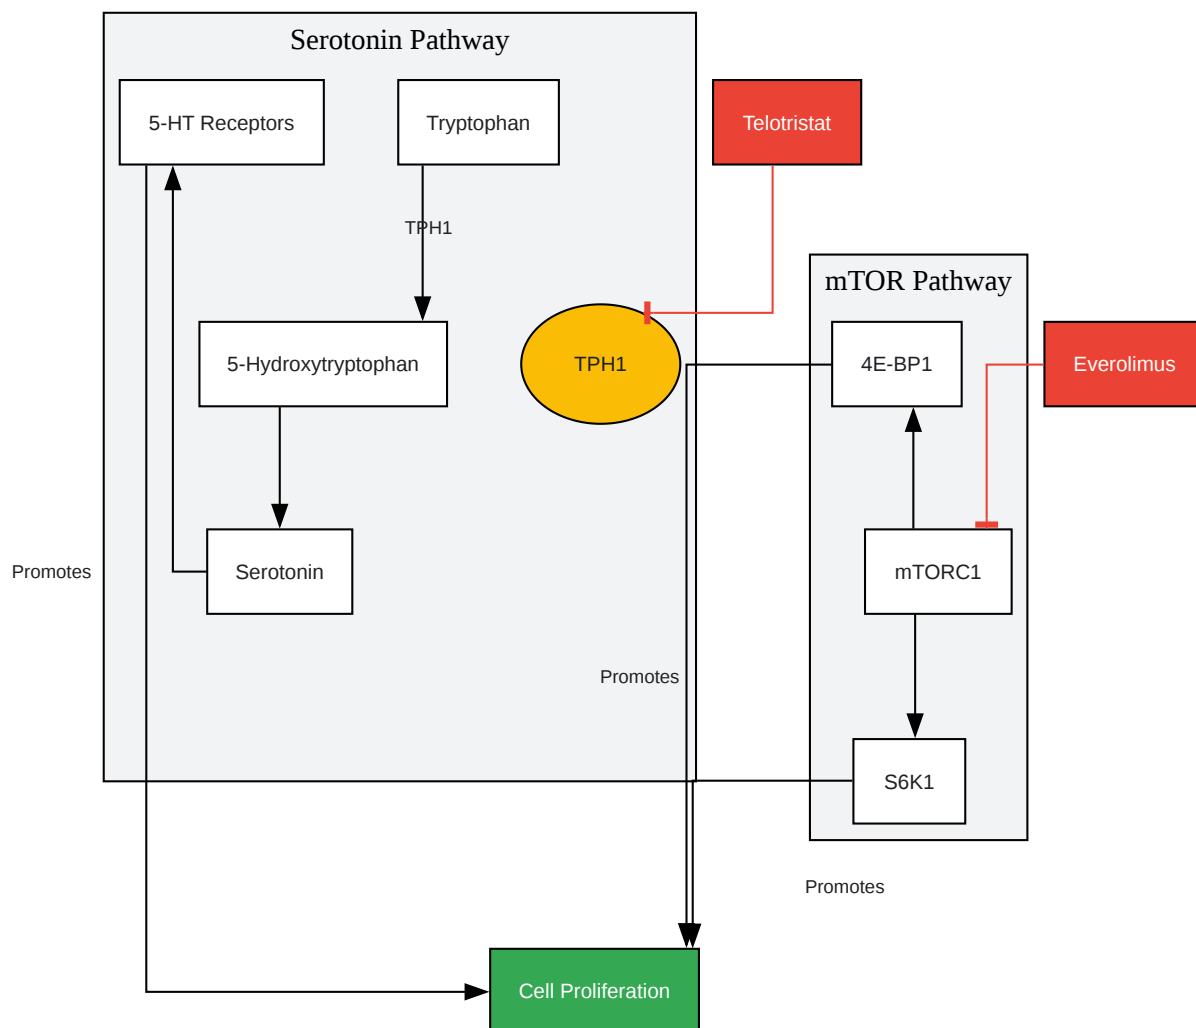 Serotonin Pathway
5-HT Receptors
Tryptophan
Telotristat
TPH1
mTOR Pathway
5-Hydroxytryptophan
TPH1
4E-BP1
Everolimus
Promotes
Serotonin
mTORC1
Promotes
S6K1
Promotes
Cell Proliferation